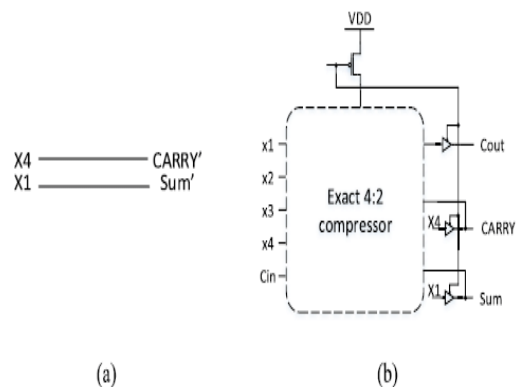 VDD
X4 CARRY'
X1 Sum'
x1
x2
x3
x4
Cin
Exact 4:2
compressor
Cout
X4
CARRY
X1
Sum
(a)
(b)